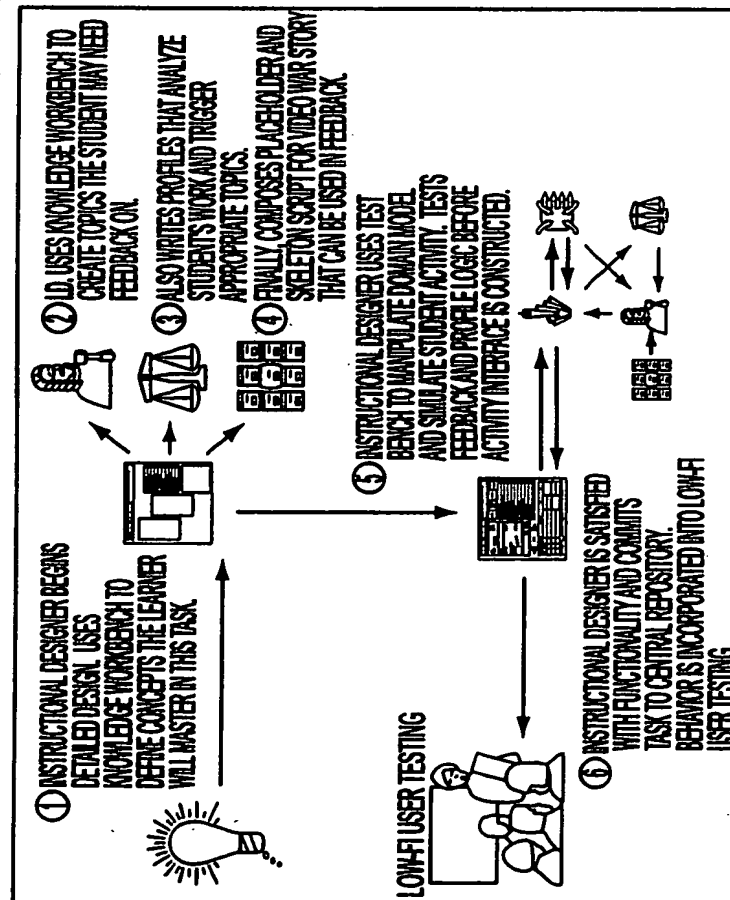 ① INSTRUCTIONAL DESIGNER BEGINS
DETAILED DESIGN. USES
KNOWLEDGE WORKBENCH TO
DEFINE CONCEPTS THE LEARNER
WILL MASTER IN THIS TASK.
② I.D. USES KNOWLEDGE WORKBENCH TO
CREATE TOPICS THE STUDENT MAY NEED
FEEDBACK ON.
③ ALSO WRITES PROFILES THAT ANALYZE
STUDENTS WORK AND TRIGGER
APPROPRIATE TOPICS.
④ FINALLY, COMPOSES PLACEHOLDER AND
SKELETON SCRIPT FOR VIDEO WAR STORY
THAT CAN BE USED IN FEEDBACK.
⑤ INSTRUCTIONAL DESIGNER USES TEST
BENCH TO MANIPULATE DOMAIN MODEL
AND SIMULATE STUDENT ACTIVITY. TESTS
FEEDBACK AND PROFILE LOGIC BEFORE
ACTIVITY INTERFACE IS CONSTRUCTED.
LOW-FI USER TESTING
⑥ INSTRUCTIONAL DESIGNER IS SATISFIED
WITH FUNCTIONALITY AND COMMITS
TASK TO CENTRAL REPOSITORY.
BEHAVIOR IS INCORPORATED INTO LOW-FI
USER TESTING